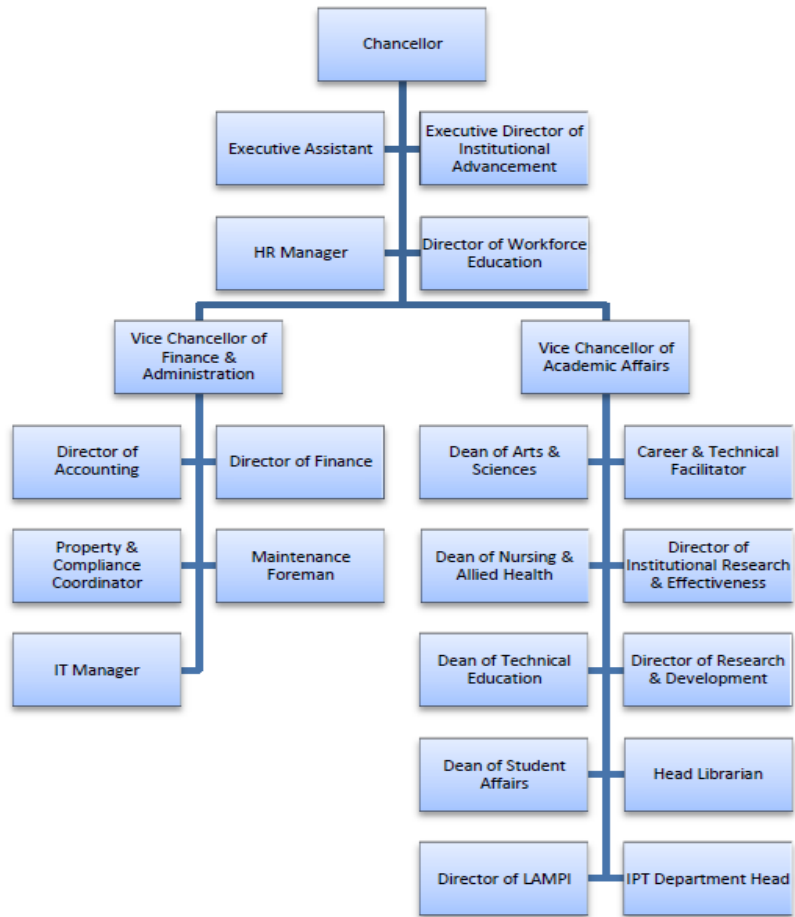 Chancellor
Executive Assistant
Executive Director of
Institutional
Advancement
HR Manager
Director of Workforce
Education
Vice Chancellor of
Finance &
Administration
Vice Chancellor of
Academic Affairs
Director of
Accounting
Director of Finance
Dean of Arts &
Sciences
Career & Technical
Facilitator
Property &
Compliance
Coordinator
Maintenance
Foreman
Dean of Nursing &
Allied Health
Director of
Institutional Research
& Effectiveness
IT Manager
Dean of Technical
Education
Director of Research
& Development
Dean of Student
Affairs
Head Librarian
Director of LAMPI
IPT Department Head